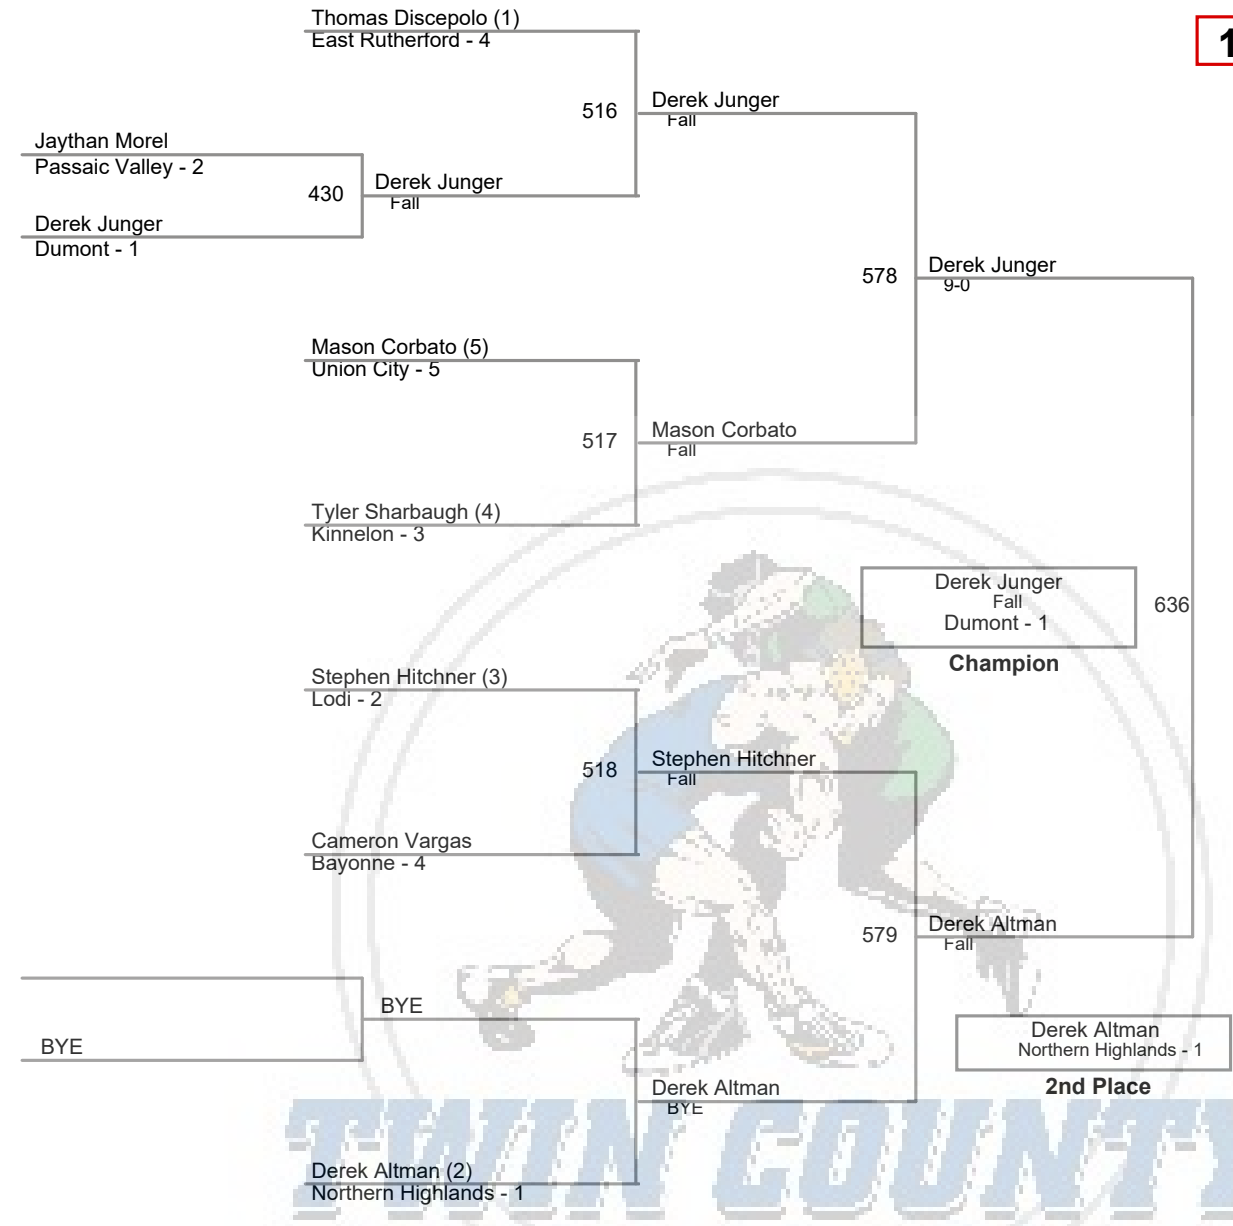 Thomas Discepolo (1)
East Rutherford - 4
1
516
Derek Junger
Fall
Jaythan Morel
Passaic Valley - 2
430
Derek Junger
Fall
Derek Junger
Dumont - 1
578
Derek Junger
9-0
Mason Corbato (5)
Union City - 5
517
Mason Corbato
Fall
Tyler Sharbaugh (4)
Kinnelon - 3
Derek Junger
Fall
Dumont - 1
636
Champion
Stephen Hitchner (3)
Lodi - 2
518
Stephen Hitchner
Fall
Cameron Vargas
Bayonne - 4
579
Derek Altman
Fall
BYE
BYE
Derek Altman
Northern Highlands - 1
2nd Place
Derek Altman
BYE
Derek Altman (2)
Northern Highlands - 1
TWIN COUNTY